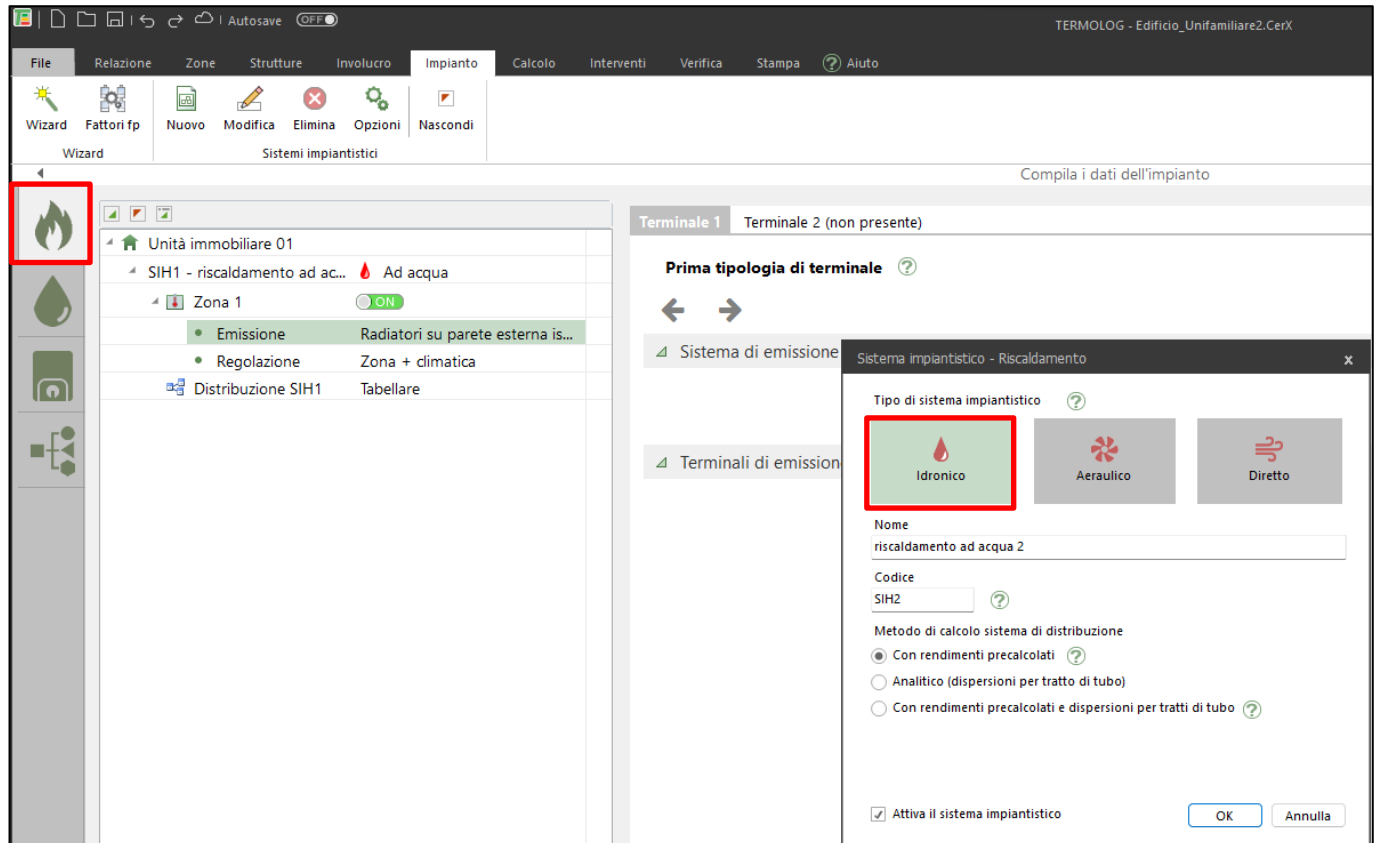 Autosave OFF
TERMOLOG - Edificio_Unifamiliare2.CerX
File Relazione Zone Strutture Involucro Impianto Calcolo Interventi Verifica Stampa ? Aiuto
Wizard Fattori fp Nuovo Modifica Elimina Opzioni Nascondi
Wizard Sistemi impiantistici
Compila i dati dell'impianto
Unità immobiliare 01
SIH1 - riscaldamento ad ac... Ad acqua
Zona 1 ON
Emissione Radiatori su parete esterna is...
Regolazione Zona + climatica
Distribuzione SIH1 Tabellare
Terminale 1 Terminale 2 (non presente)
Prima tipologia di terminale ?
Sistema di emissione
Terminali di emission
Sistema impiantistico - Riscaldamento x
Tipo di sistema impiantistico ?
Idronico Aeraulico Diretto
Nome
riscaldamento ad acqua 2
Codice
SIH2 ?
Metodo di calcolo sistema di distribuzione
Con rendimenti precalcolati ?
Analitico (dispersioni per tratto di tubo)
Con rendimenti precalcolati e dispersioni per tratti di tubo ?
Attiva il sistema impiantistico OK Annulla